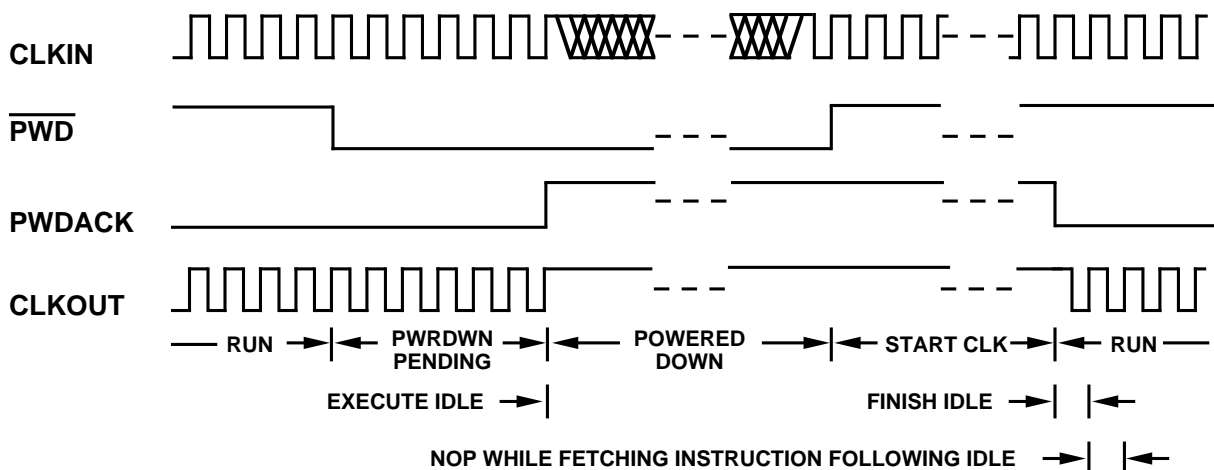 CLKIN
PWD
PWDACK
CLKOUT
RUN
PWRDWN
PENDING
POWERED
DOWN
START CLK
RUN
EXECUTE IDLE
FINISH IDLE
NOP WHILE FETCHING INSTRUCTION FOLLOWING IDLE